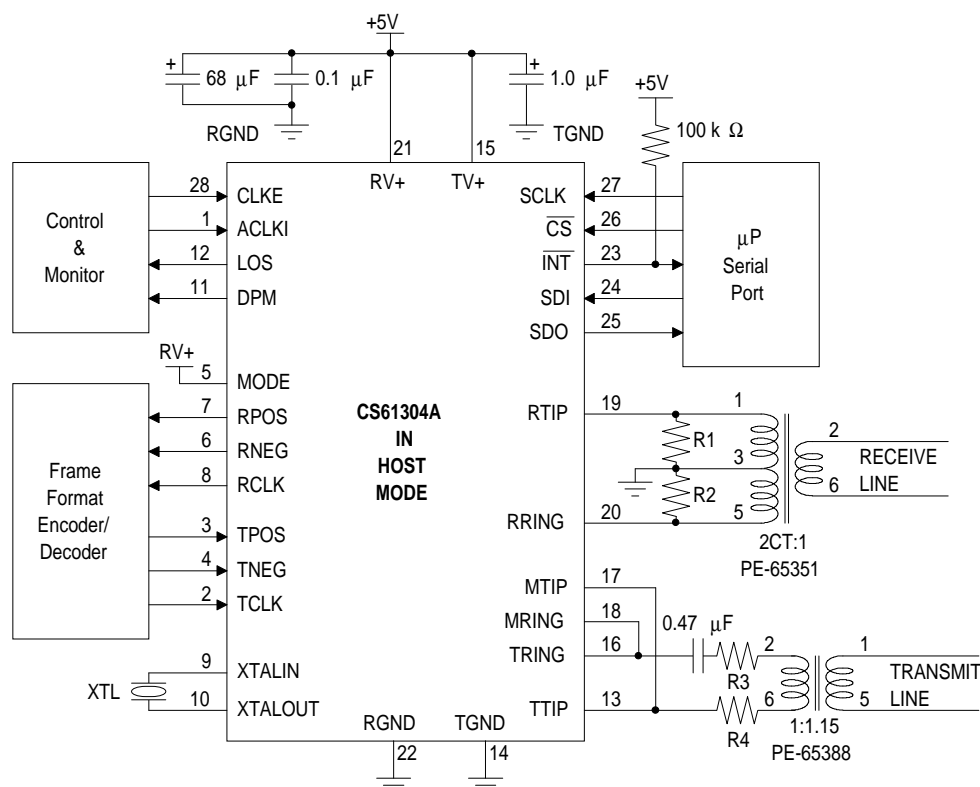 +5V
+ 68 μF
0.1 μF
+ 1.0 μF
+5V
RGND
TGND
100 k Ω
21
15
RV+
TV+
Control
&
Monitor
28
CLKE
1
ACLKI
12
LOS
11
DPM
SCLK
27
CS
26
INT
23
SDI
24
SDO
25
μP
Serial
Port
RV+
5
MODE
7
RPOS
6
RNEG
8
RCLK
3
TPOS
4
TNEG
2
TCLK
Frame
Format
Encoder/
Decoder
CS61304A
IN
HOST
MODE
RTIP
19
R1
R2
RRING
20
1
3
5
2
6
RECEIVE
LINE
2CT:1
PE-65351
MTIP
17
MRING
18
TRING
16
TTIP
13
0.47 μF
R3
R4
2
6
1
5
TRANSMIT
LINE
1:1.15
PE-65388
XTL
9
XTALIN
10
XTALOUT
RGND
TGND
22
14